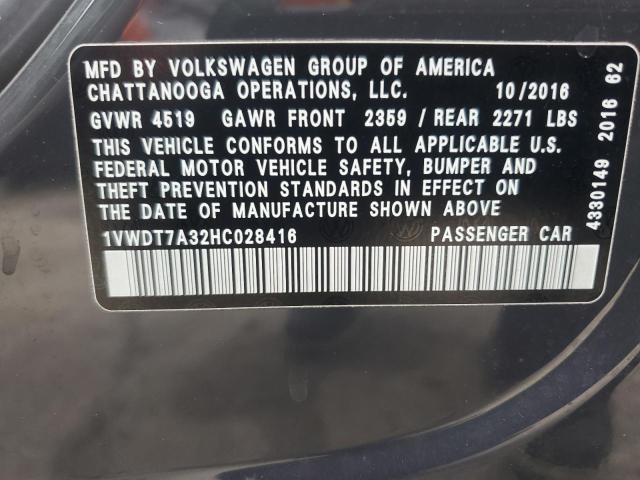 MFD BY VOLKSWAGEN GROUP OF AMERICA
CHATTANOOGA OPERATIONS, LLC. 10/2016
GVWR 4519 GAWR FRONT 2359 / REAR 2271 LBS
THIS VEHICLE CONFORMS TO ALL APPLICABLE U.S.
FEDERAL MOTOR VEHICLE SAFETY, BUMPER AND
THEFT PREVENTION STANDARDS IN EFFECT ON
THE DATE OF MANUFACTURE SHOWN ABOVE
1VWDT7A32HC028416 PASSENGER CAR
4330149 2016 62